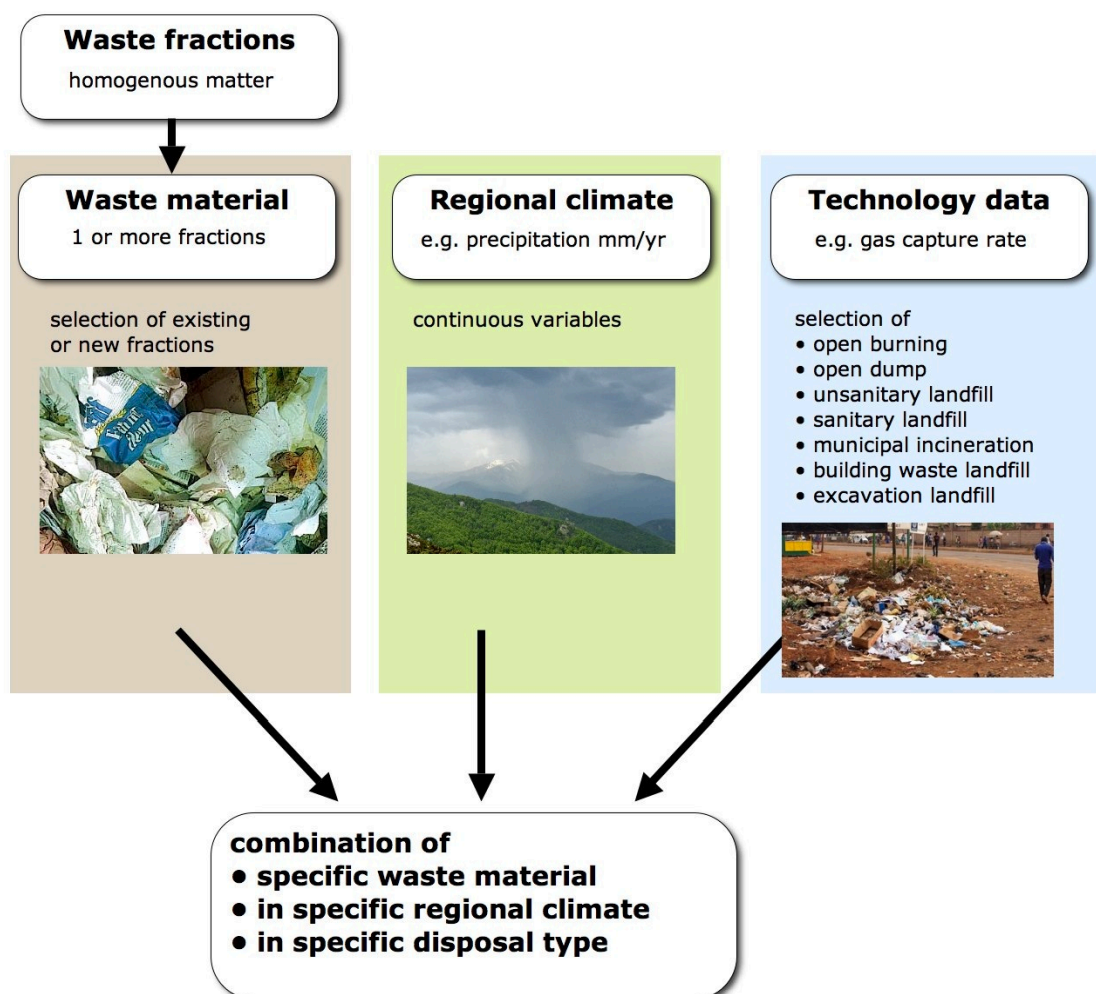 Waste fractions
homogenous matter
Waste material
1 or more fractions
selection of existing
or new fractions
Regional climate
e.g. precipitation mm/yr
continuous variables
Technology data
e.g. gas capture rate
selection of
• open burning
• open dump
• unsanitary landfill
• sanitary landfill
• municipal incineration
• building waste landfill
• excavation landfill
combination of
• specific waste material
• in specific regional climate
• in specific disposal type